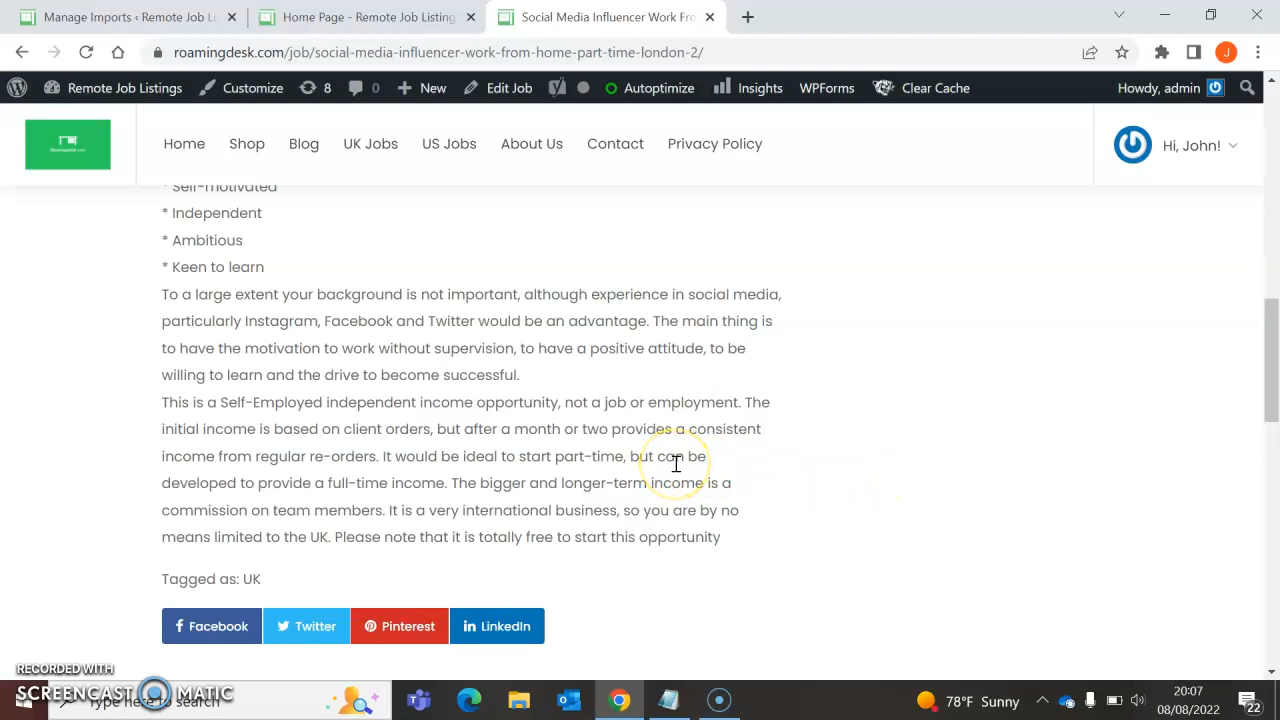 Manage Imports ‹ Remote Job Li
Home Page - Remote Job Listing
Social Media Influencer Work Fro
roamingdesk.com/job/social-media-influencer-work-from-home-part-time-london-2/
J
Remote Job Listings
Customize
8
0
New
Edit Job
Autoptimize
Insights
WPForms
Clear Cache
Howdy, admin
Home
Shop
Blog
UK Jobs
US Jobs
About Us
Contact
Privacy Policy
Hi, John!
* Self-motivated
* Independent
* Ambitious
* Keen to learn
To a large extent your background is not important, although experience in social media,
particularly Instagram, Facebook and Twitter would be an advantage. The main thing is
to have the motivation to work without supervision, to have a positive attitude, to be
willing to learn and the drive to become successful.
This is a Self-Employed independent income opportunity, not a job or employment. The
initial income is based on client orders, but after a month or two provides a consistent
income from regular re-orders. It would be ideal to start part-time, but can be
developed to provide a full-time income. The bigger and longer-term income is a
commission on team members. It is a very international business, so you are by no
means limited to the UK. Please note that it is totally free to start this opportunity
Tagged as: UK
Facebook
Twitter
Pinterest
LinkedIn
RECORDED WITH
SCREENCAST MATIC
Type here to search
78°F Sunny
20:07
08/08/2022
22